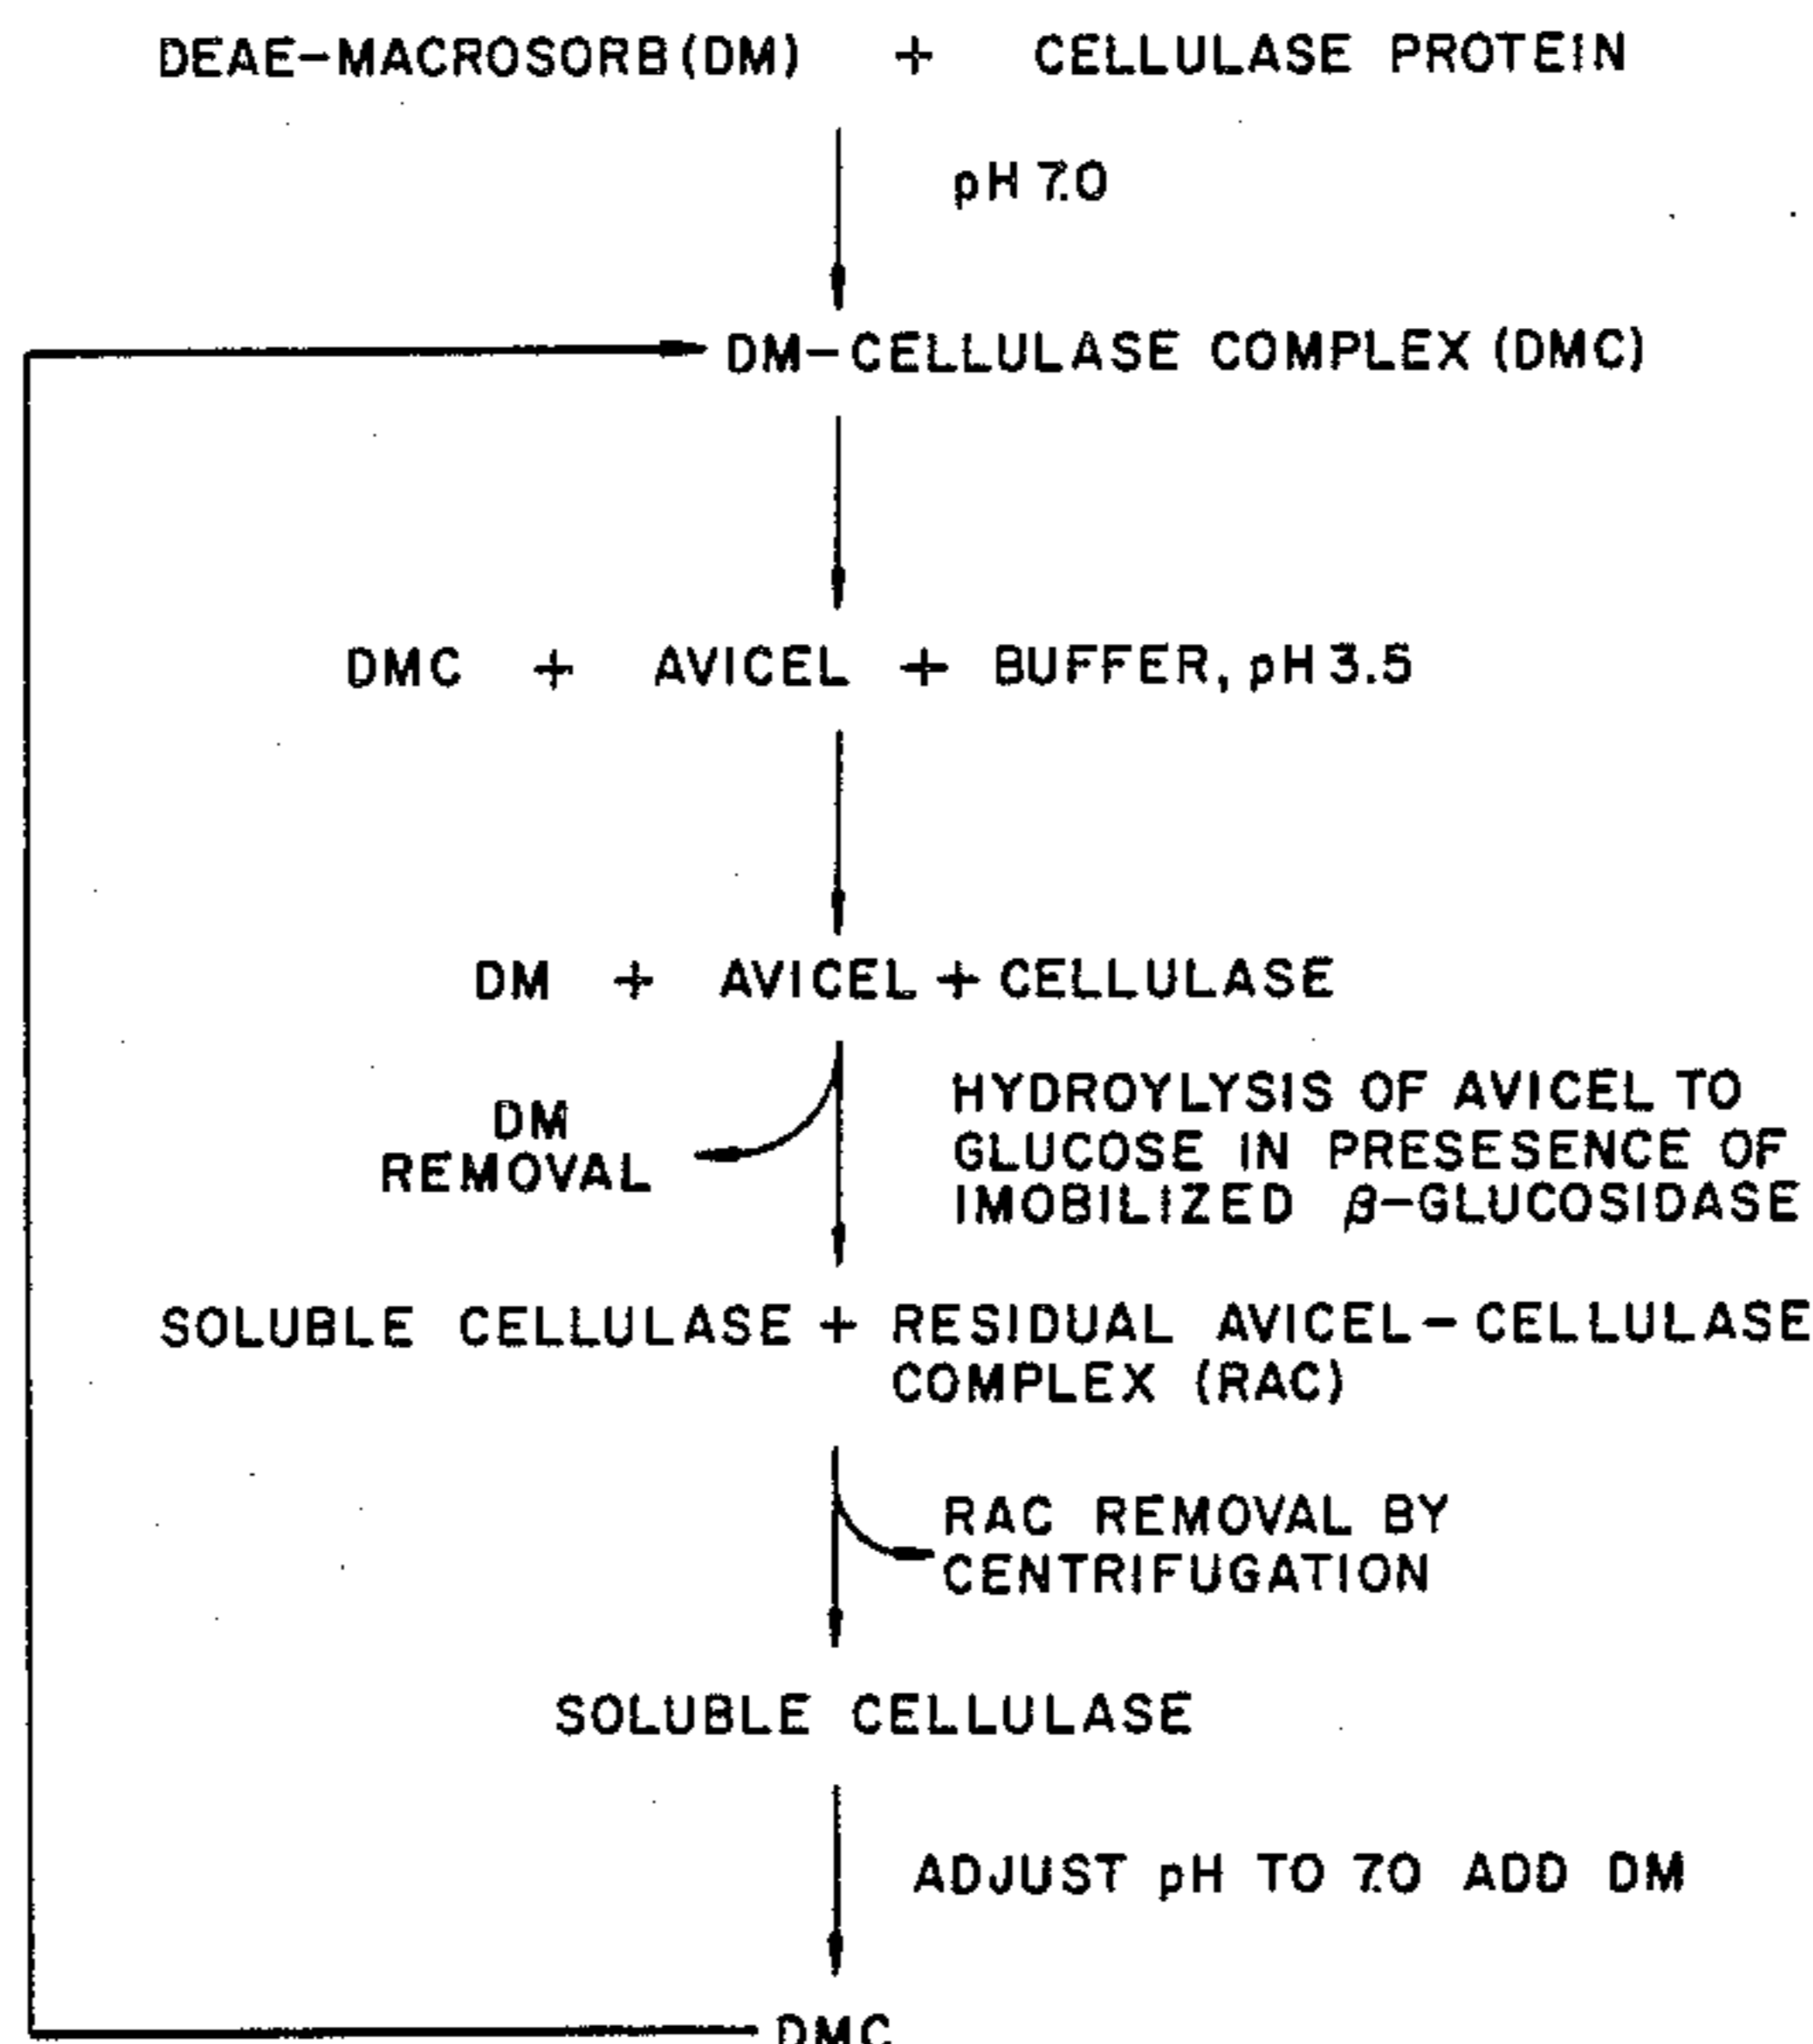 DEAE-MACROSORB(DM) + CELLULASE PROTEIN
pH 7.0
DM-CELLULASE COMPLEX (DMC)
DMC + AVICEL + BUFFER, pH 3.5
DM + AVICEL + CELLULASE
DM
REMOVAL
HYDROYLYSIS OF AVICEL TO
GLUCOSE IN PRESESENCE OF
IMOBILIZED β-GLUCOSIDASE
SOLUBLE CELLULASE + RESIDUAL AVICEL-CELLULASE
COMPLEX (RAC)
RAC REMOVAL BY
CENTRIFUGATION
SOLUBLE CELLULASE
ADJUST pH TO 7.0 ADD DM
DMC